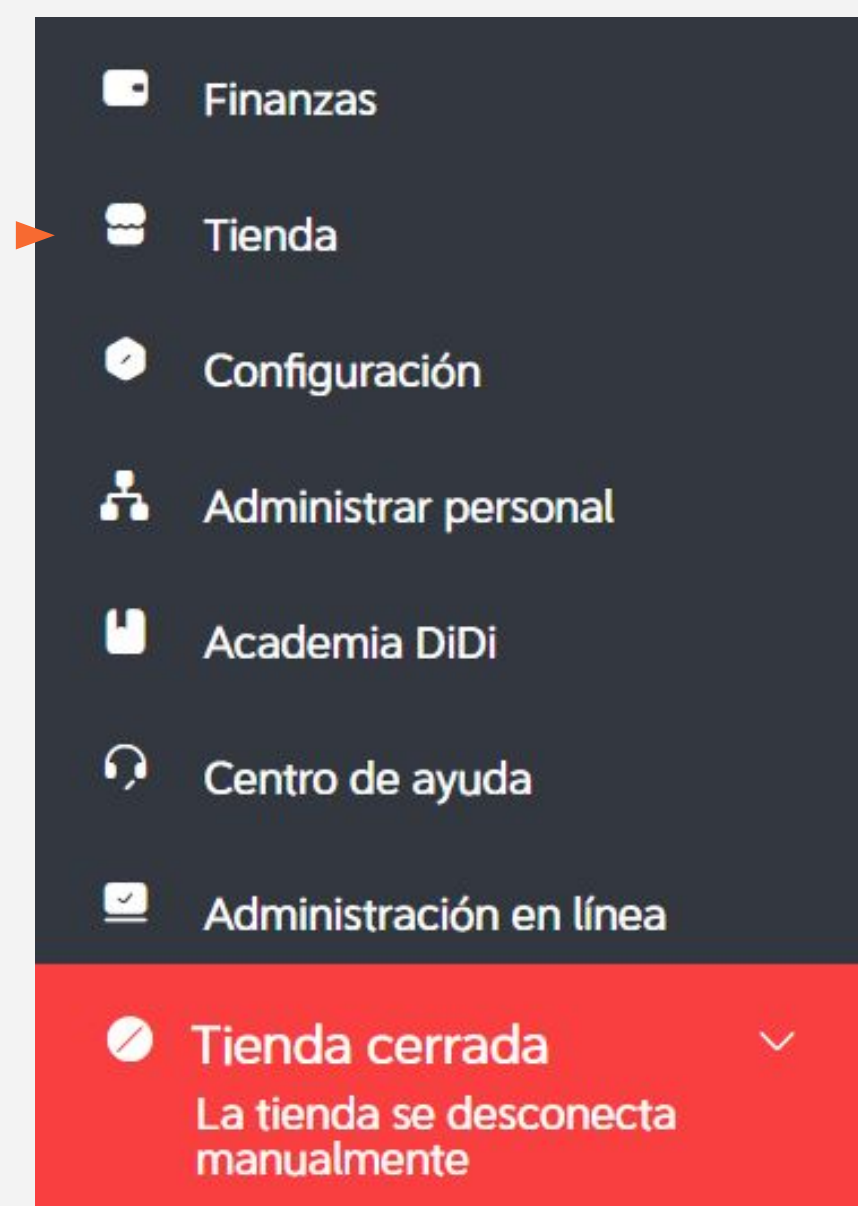 Finanzas
Tienda
Configuración
Administrar personal
Academia DiDi
Centro de ayuda
Administración en línea
Tienda cerrada
La tienda se desconecta
manualmente